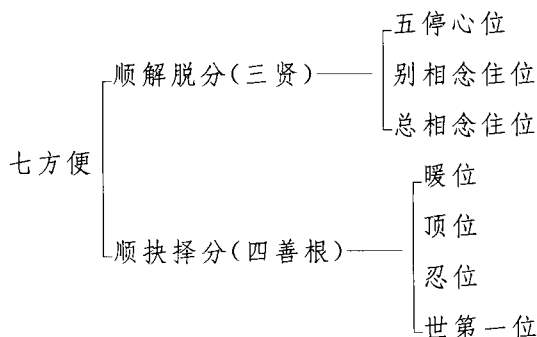 七方便
顺解脱分(三贤)
五停心位
别相念住位
总相念住位
顺抉择分(四善根)
暖位
顶位
忍位
世第一位